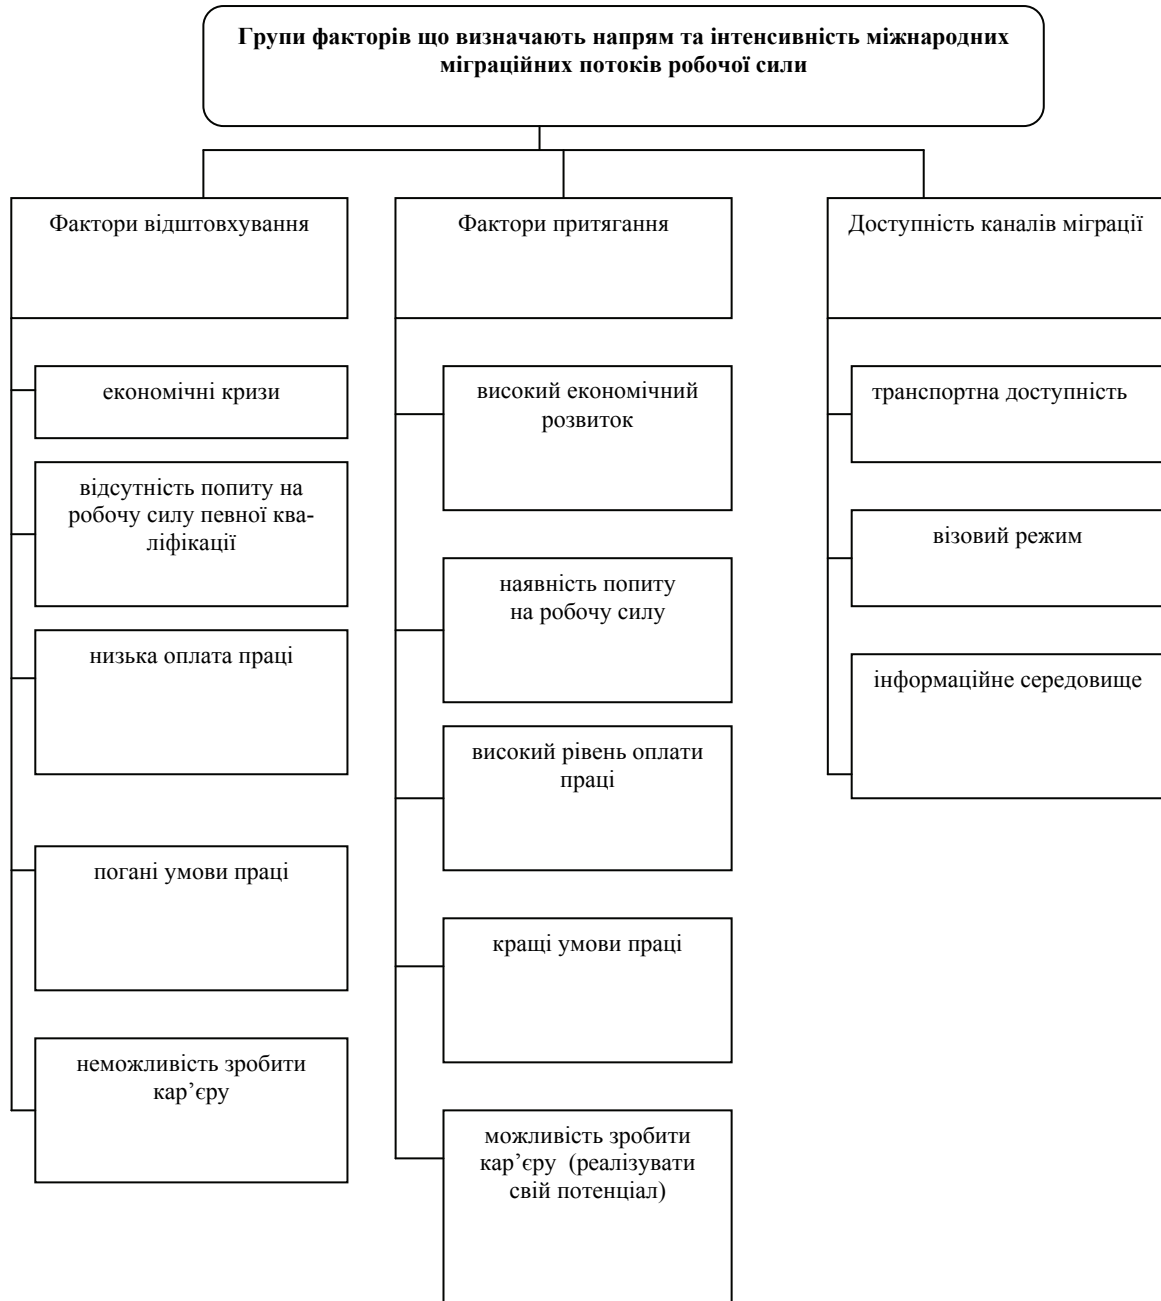 Групи факторів що визначають напрям та інтенсивність міжнародних
міграційних потоків робочої сили
Фактори відштовхування
економічні кризи
відсутність попиту на
робочу силу певної ква-
ліфікації
низька оплата праці
погані умови праці
неможливість зробити
кар’єру
Фактори притягання
високий економічний
розвиток
наявність попиту
на робочу силу
високий рівень оплати
праці
кращі умови праці
можливість зробити
кар’єру (реалізувати
свій потенціал)
Доступність каналів міграції
транспортна доступність
візовий режим
інформаційне середовище